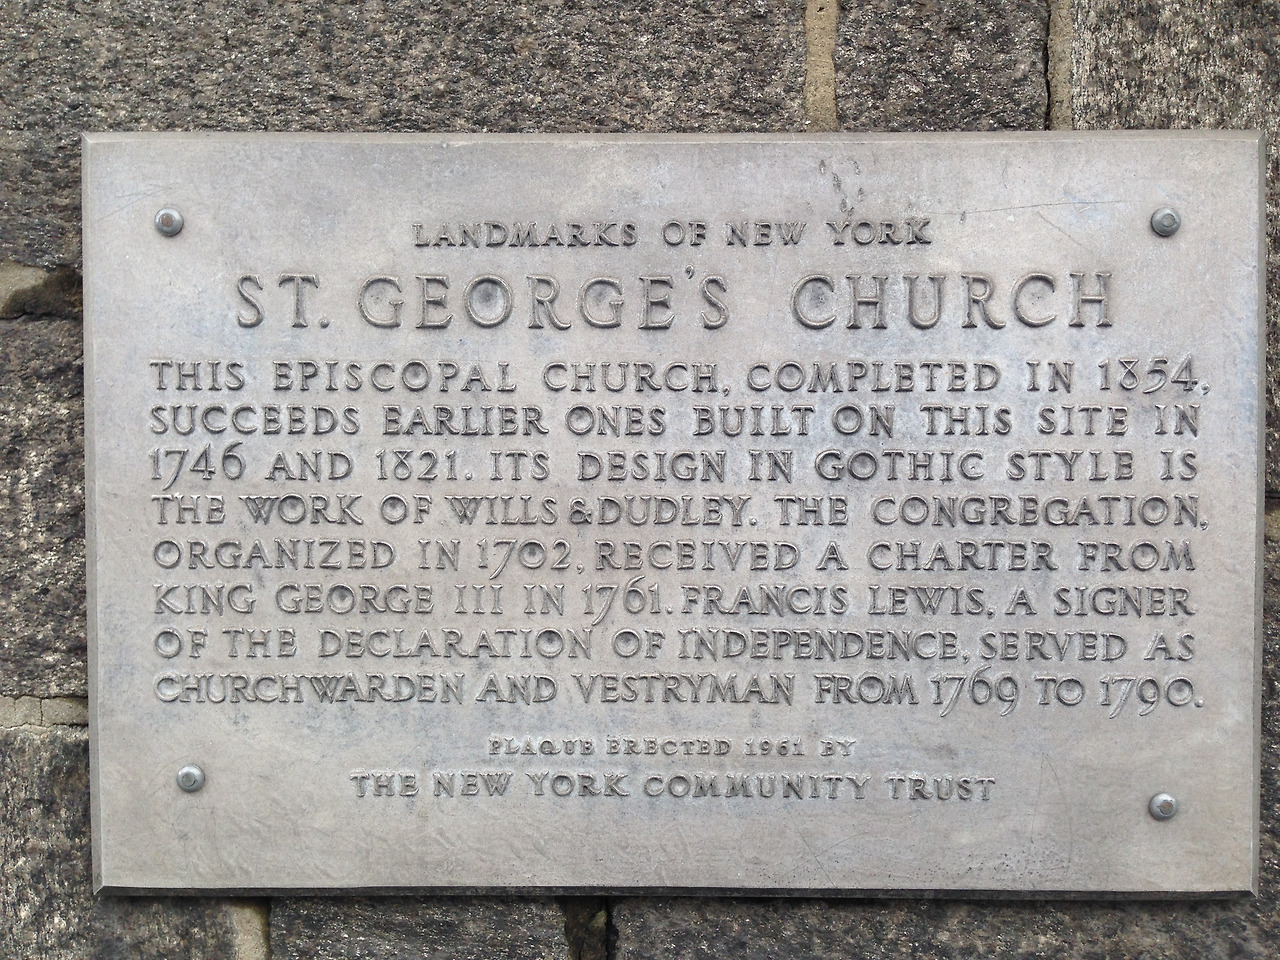 LANDMARKS OF NEW YORK
ST. GEORGE'S CHURCH
THIS EPISCOPAL CHURCH, COMPLETED IN 1854,
SUCCEEDS EARLIER ONES BUILT ON THIS SITE IN
1746 AND 1821. ITS DESIGN IN GOTHIC STYLE IS
THE WORK OF WILLS & DUDLEY. THE CONGREGATION,
ORGANIZED IN 1702, RECEIVED A CHARTER FROM
KING GEORGE III IN 1761. FRANCIS LEWIS, A SIGNER
OF THE DECLARATION OF INDEPENDENCE, SERVED AS
CHURCHWARDEN AND VESTRYMAN FROM 1769 TO 1790.
PLAQUE ERECTED 1961 BY
THE NEW YORK COMMUNITY TRUST